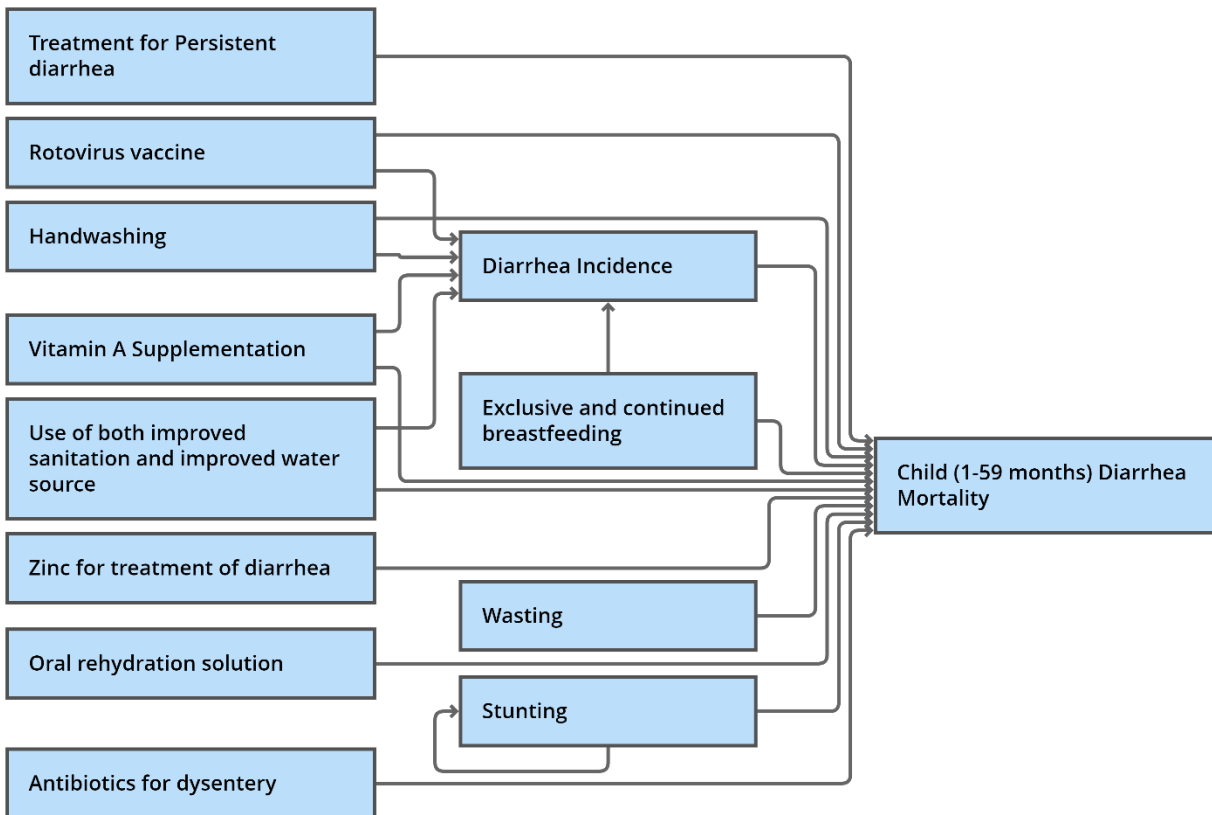 Treatment for Persistent
diarrhea
Rotovirus vaccine
Handwashing
Diarrhea Incidence
Vitamin A Supplementation
Exclusive and continued
breastfeeding
Use of both improved
sanitation and improved water
source
Child (1-59 months) Diarrhea
Mortality
Zinc for treatment of diarrhea
Wasting
Oral rehydration solution
Stunting
Antibiotics for dysentery